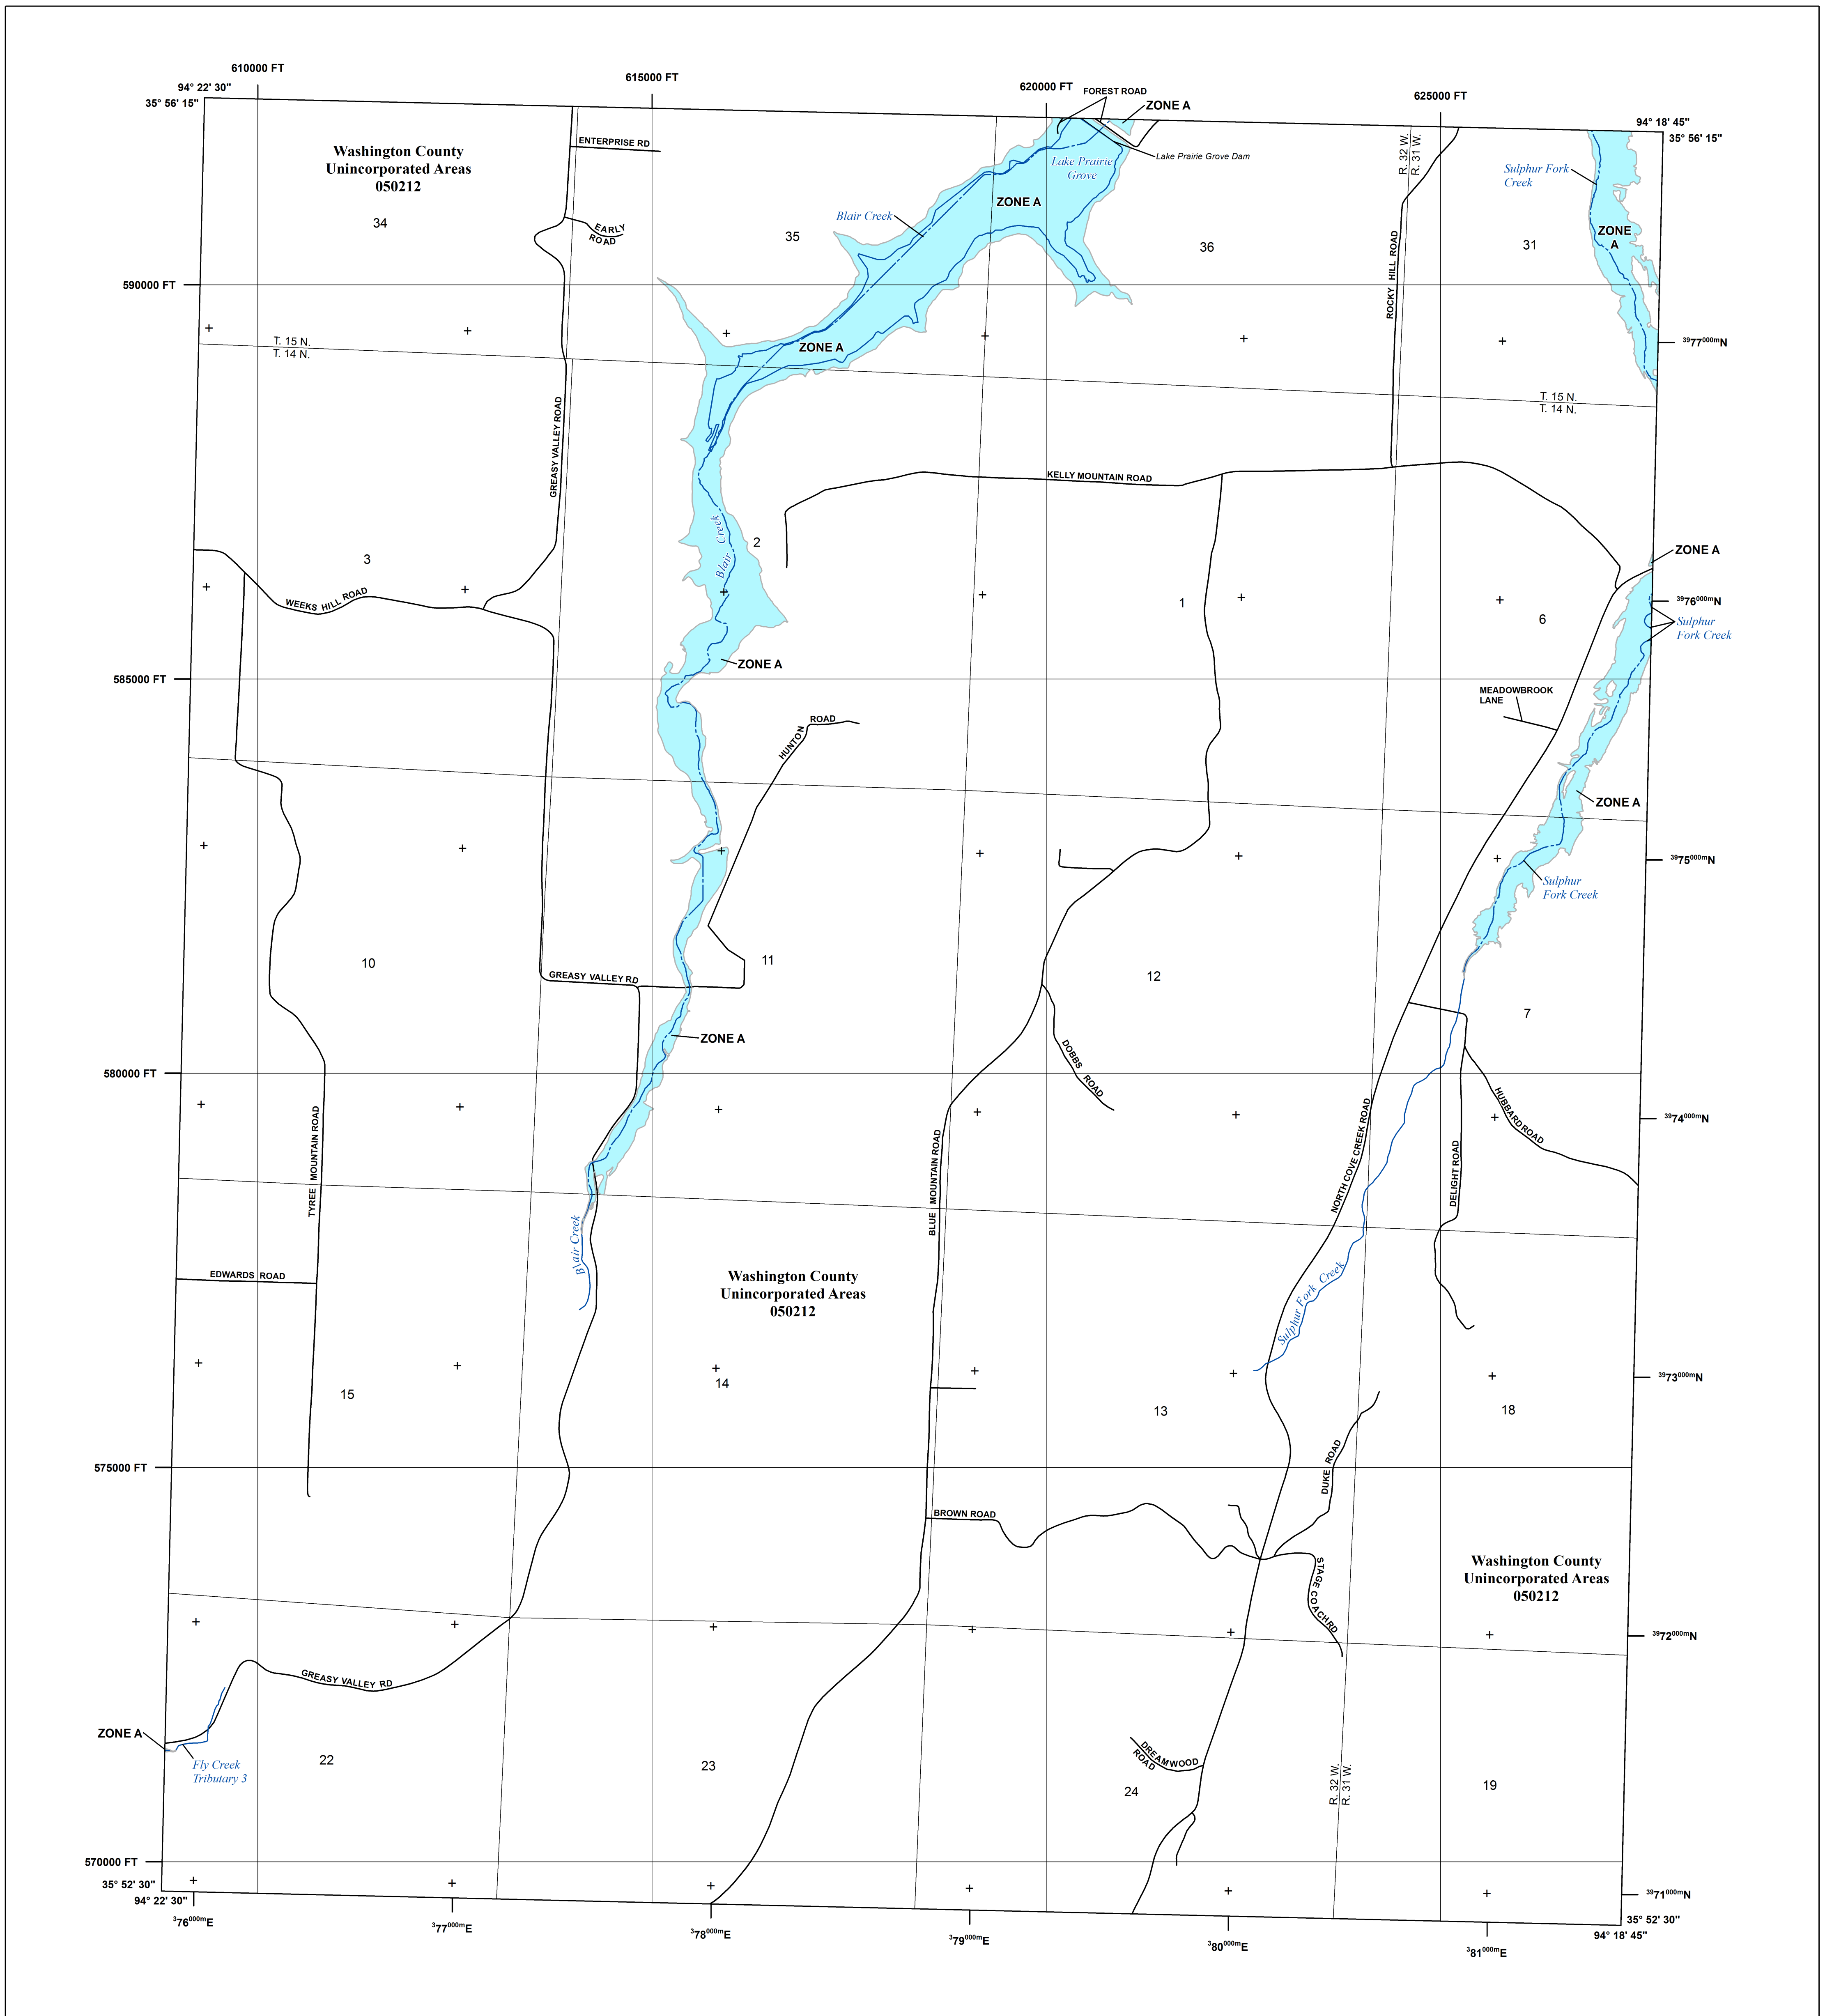 610000 FT
615000 FT
620000 FT
625000 FT
94° 22' 30"
35° 56' 15"
94° 18' 45"
35° 56' 15"
FOREST ROAD
ZONE A
Lake Prairie Grove Dam
Lake Prairie
Grove
ENTERPRISE RD
Washington County
Unincorporated Areas
050212
34
EARLY
ROAD
35
Blair Creek
ZONE A
36
R. 32 W.
R. 31 W.
ROCKY HILL ROAD
Sulphur Fork
Creek
ZONE
A
31
590000 FT
T. 15 N.
T. 14 N.
ZONE A
3977000mN
T. 15 N.
T. 14 N.
GREASY VALLEY ROAD
KELLY MOUNTAIN ROAD
Blair Creek
2
3
WEEKS HILL ROAD
1
6
ZONE A
3976000mN
Sulphur
Fork Creek
ZONE A
585000 FT
MEADOWBROOK
LANE
HUNTON ROAD
ZONE A
3975000mN
Sulphur
Fork Creek
10
GREASY VALLEY RD
11
12
7
ZONE A
580000 FT
DOBBS ROAD
HUBBARD ROAD
3974000mN
TYREE MOUNTAIN ROAD
BLUE MOUNTAIN ROAD
NORTH COVE CREEK ROAD
DELIGHT ROAD
Blair Creek
EDWARDS ROAD
Washington County
Unincorporated Areas
050212
Sulphur Fork Creek
3973000mN
15
14
13
18
575000 FT
DUKE ROAD
BROWN ROAD
STAGE COACH RD
Washington County
Unincorporated Areas
050212
3972000mN
GREASY VALLEY RD
ZONE A
Fly Creek
Tributary 3
22
23
DREAMWOOD
ROAD
24
R. 32 W.
R. 31 W.
19
570000 FT
35° 52' 30"
94° 22' 30"
3971000mN
35° 52' 30"
94° 18' 45"
376000mE
377000mE
378000mE
379000mE
380000mE
381000mE